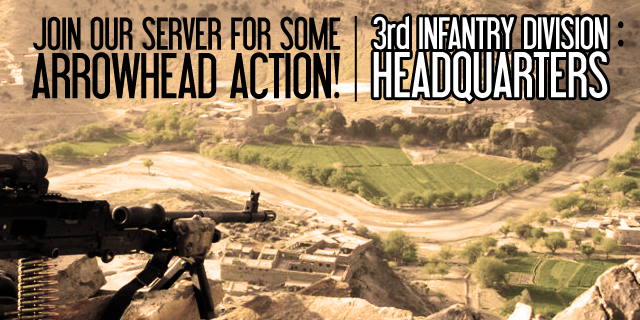 JOIN OUR SERVER FOR SOME
ARROWHEAD ACTION!
3rd INFANTRY DIVISION :
HEADQUARTERS